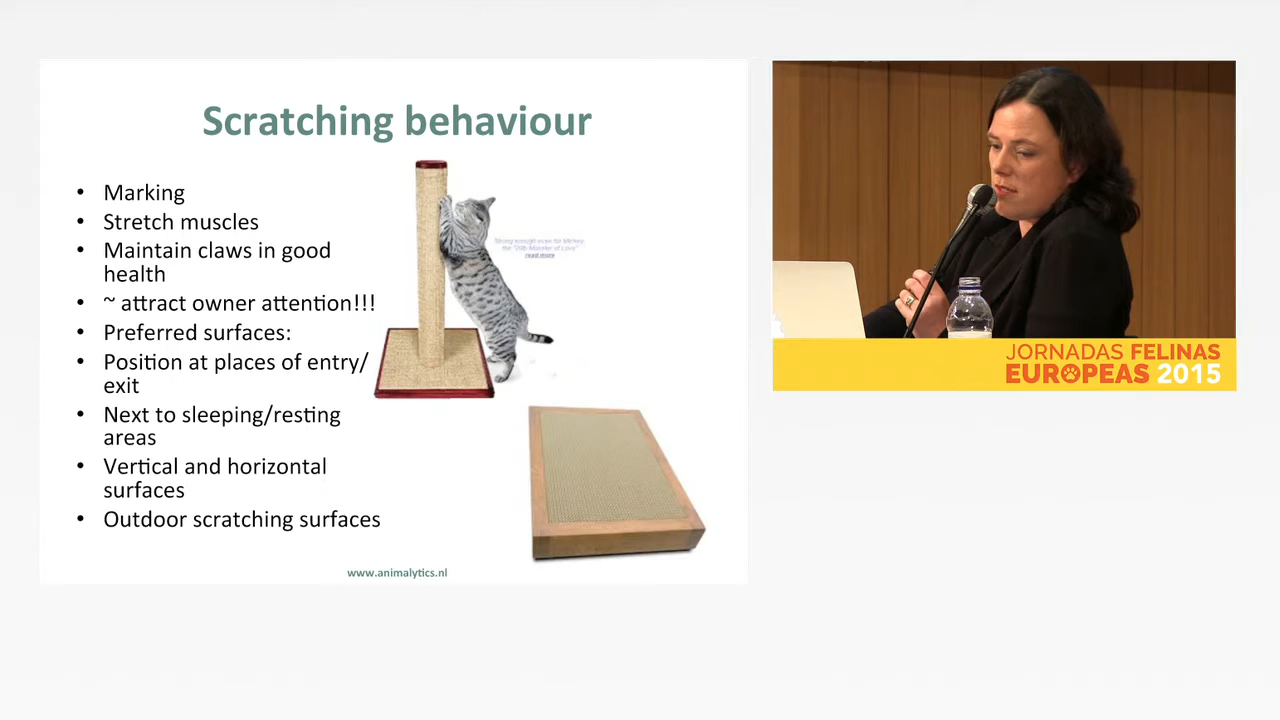 Scratching behaviour
• Marking
• Stretch muscles
• Maintain claws in good
health
• ~ attract owner attention!!!
• Preferred surfaces:
• Position at places of entry/
exit
• Next to sleeping/resting
areas
• Vertical and horizontal
surfaces
• Outdoor scratching surfaces
read more
www.animalytics.nl
JORNADAS FELINAS
EUROPEAS 2015